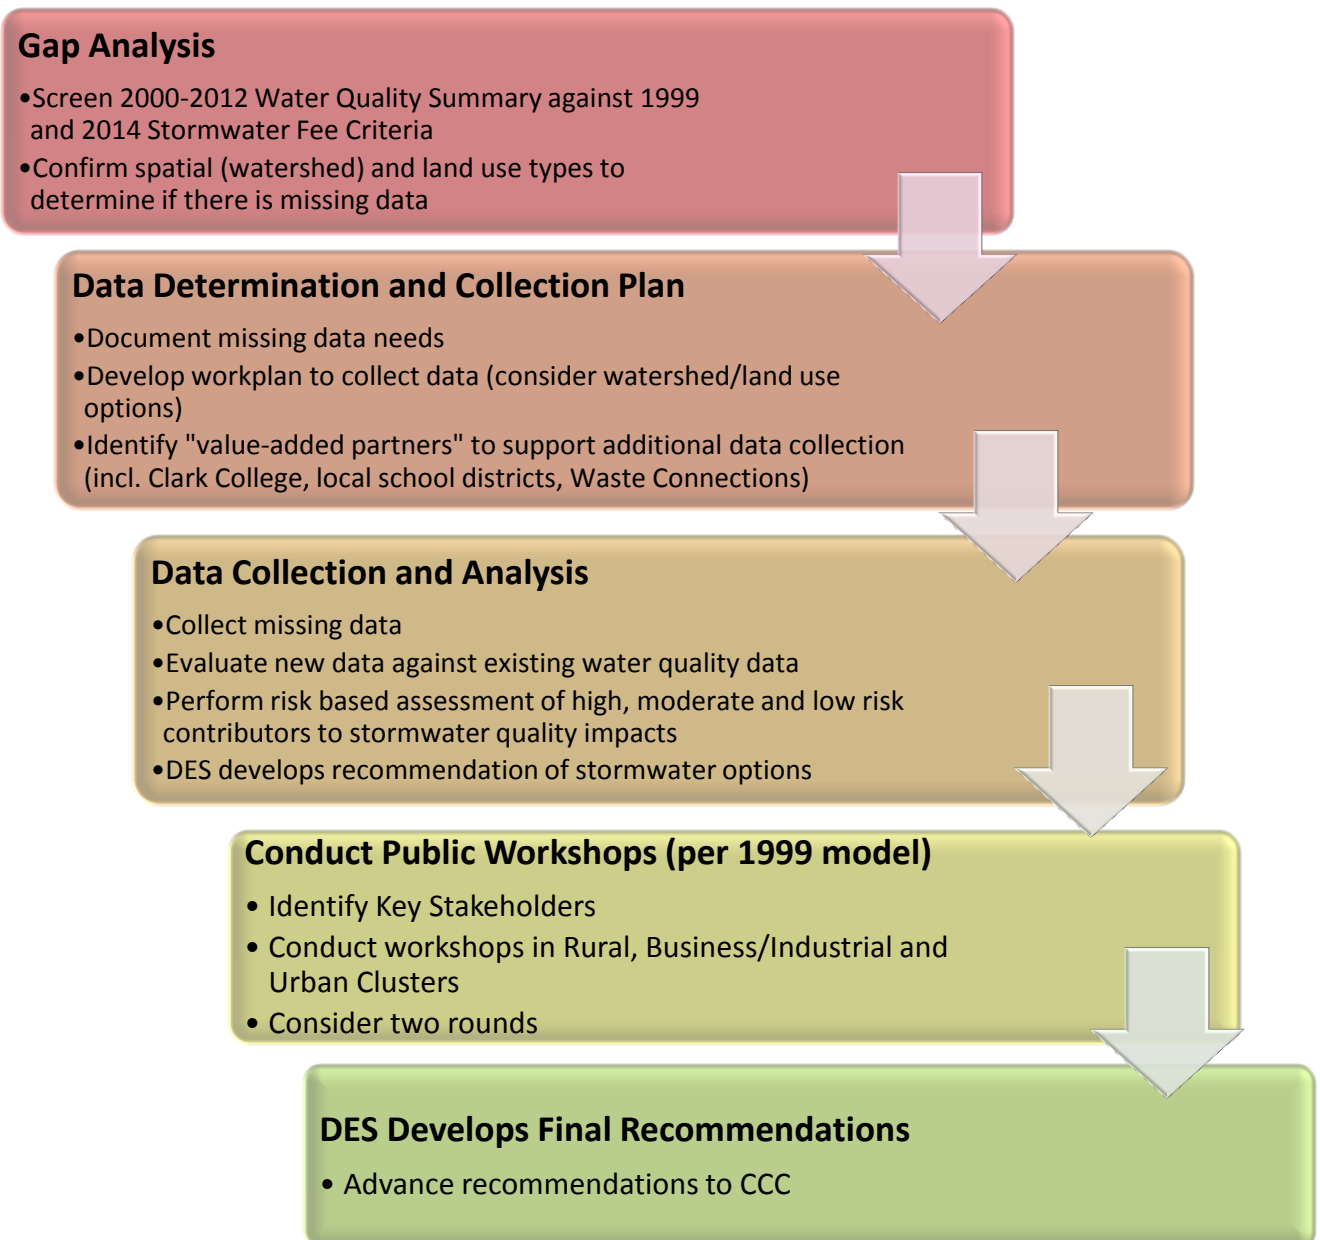 Gap Analysis
•Screen 2000-2012 Water Quality Summary against 1999
and 2014 Stormwater Fee Criteria
•Confirm spatial (watershed) and land use types to
determine if there is missing data
Data Determination and Collection Plan
•Document missing data needs
•Develop workplan to collect data (consider watershed/land use
options)
•Identify "value-added partners" to support additional data collection
(incl. Clark College, local school districts, Waste Connections)
Data Collection and Analysis
•Collect missing data
•Evaluate new data against existing water quality data
•Perform risk based assessment of high, moderate and low risk
contributors to stormwater quality impacts
•DES develops recommendation of stormwater options
Conduct Public Workshops (per 1999 model)
• Identify Key Stakeholders
• Conduct workshops in Rural, Business/Industrial and
Urban Clusters
• Consider two rounds
DES Develops Final Recommendations
• Advance recommendations to CCC